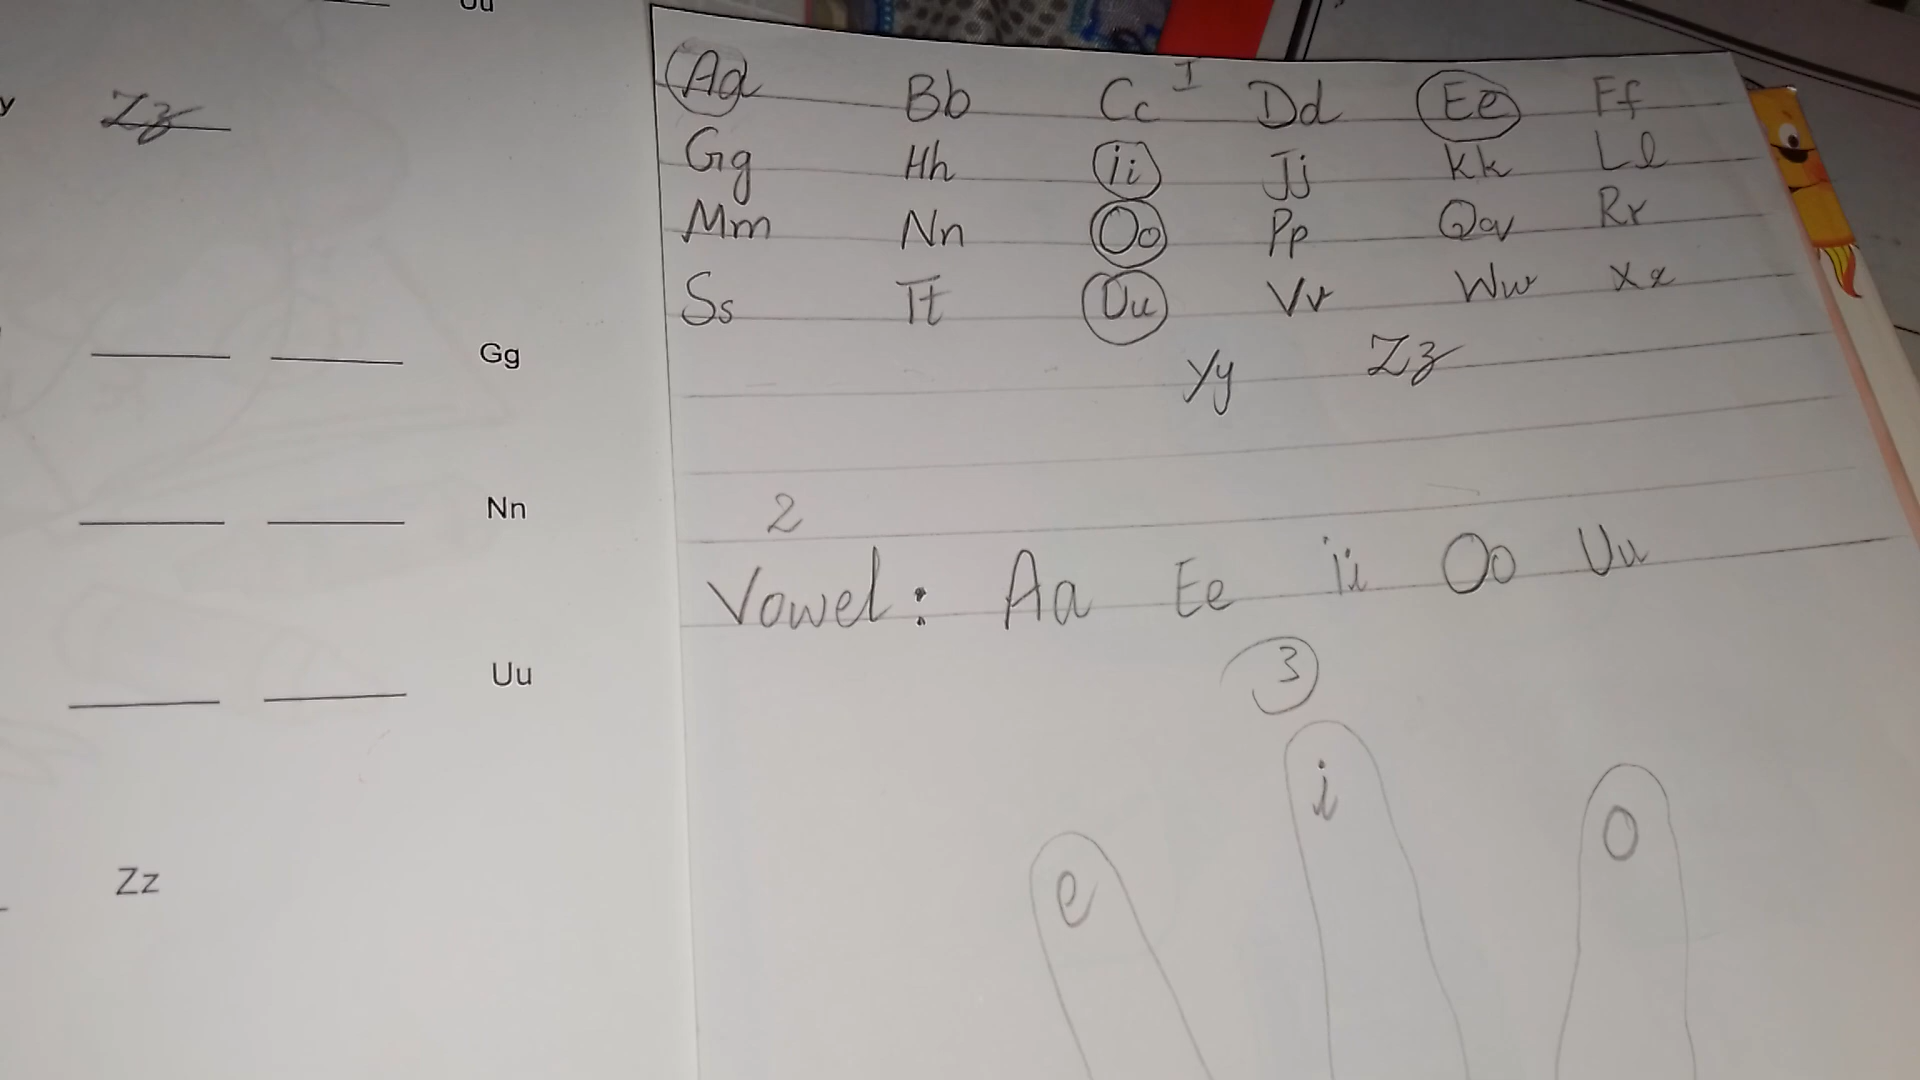 Uu
y Zz
Gg
Nn
Uu
Zz
I
Aa Bb Cc Dd Ee Ff
Gg Hh ii Jj Kk Ll
Mm Nn Oo Pp Qq Rr
Ss Tt Uu Vv Ww Xx
Yy Zz
2
Vowel: Aa Ee ii Oo Uu
3
e i o